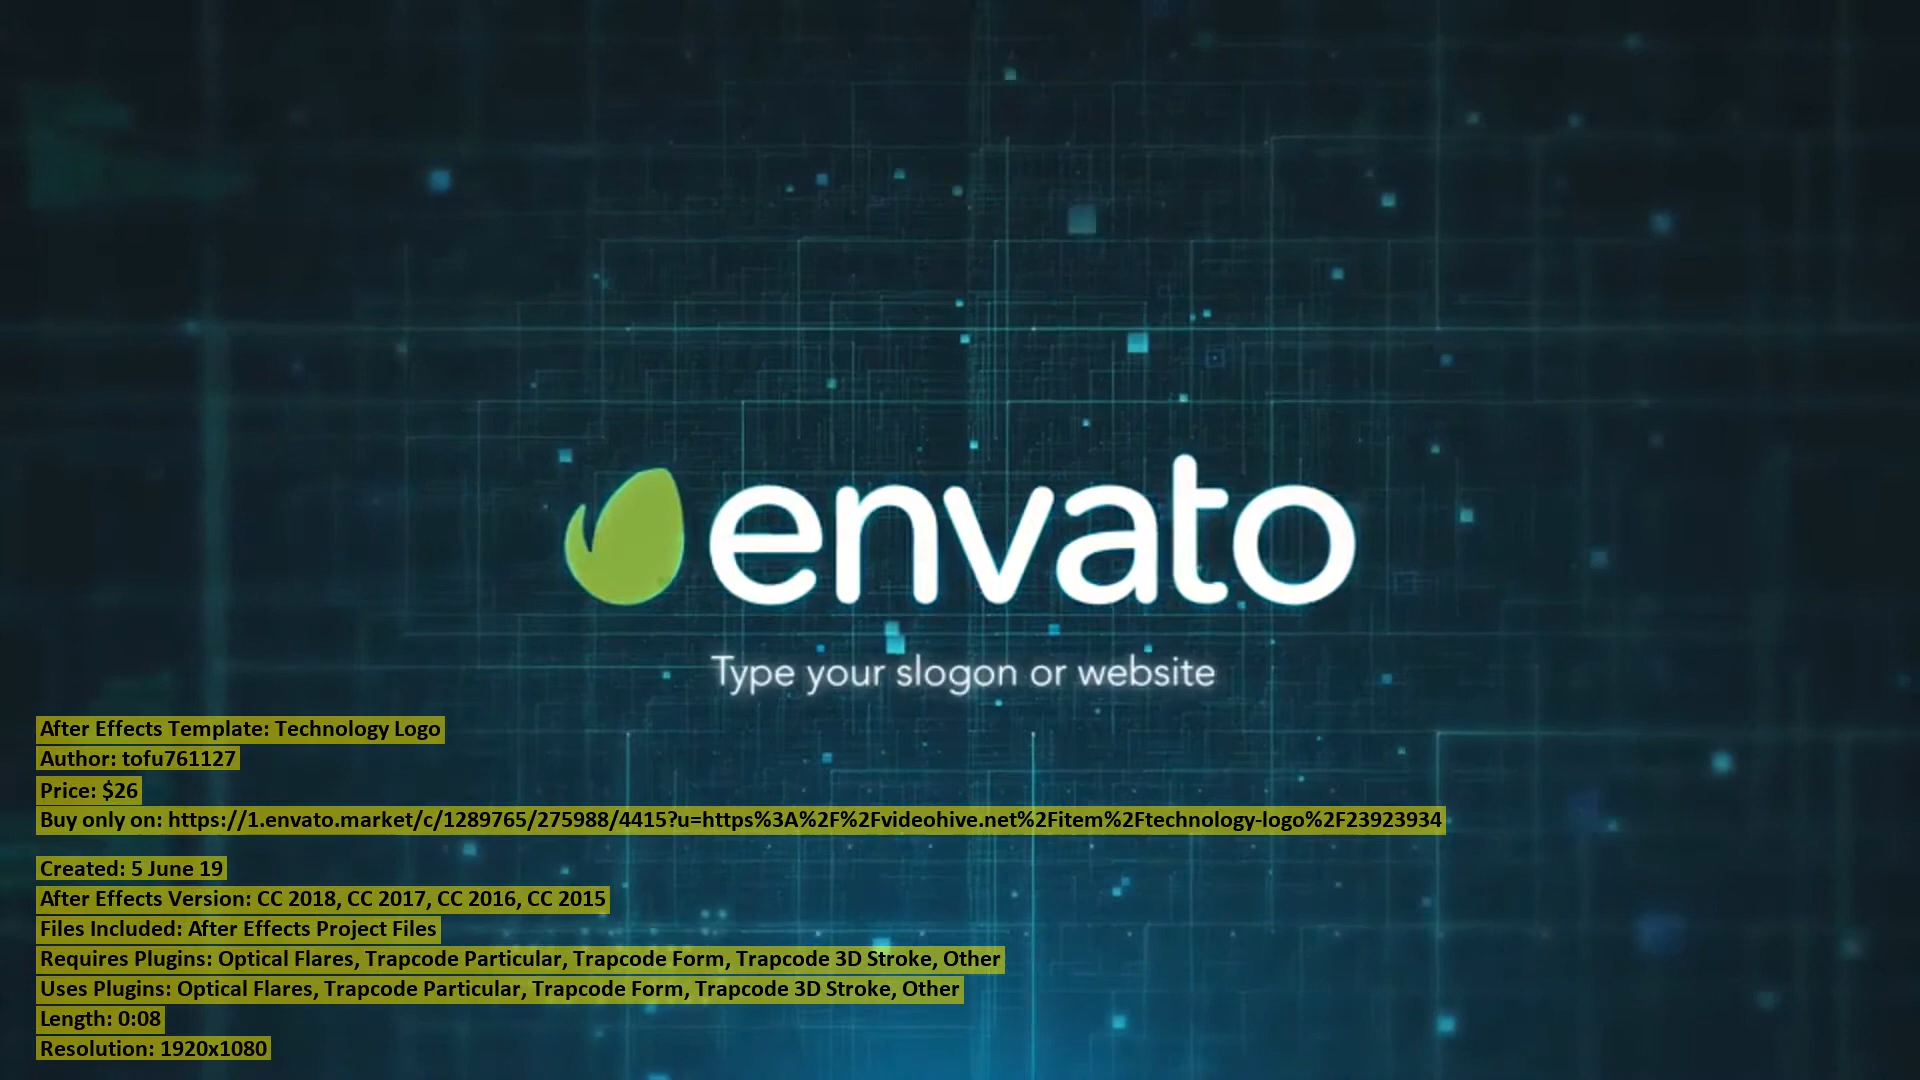 envato
Type your slogon or website
After Effects Template: Technology Logo
Author: tofu761127
Price: $26
Buy only on: https://1.envato.market/c/1289765/275988/4415?u=https%3A%2F%2Fvideohive.net%2Fitem%2Ftechnology-logo%2F23923934
Created: 5 June 19
After Effects Version: CC 2018, CC 2017, CC 2016, CC 2015
Files Included: After Effects Project Files
Requires Plugins: Optical Flares, Trapcode Particular, Trapcode Form, Trapcode 3D Stroke, Other
Uses Plugins: Optical Flares, Trapcode Particular, Trapcode Form, Trapcode 3D Stroke, Other
Length: 0:08
Resolution: 1920x1080